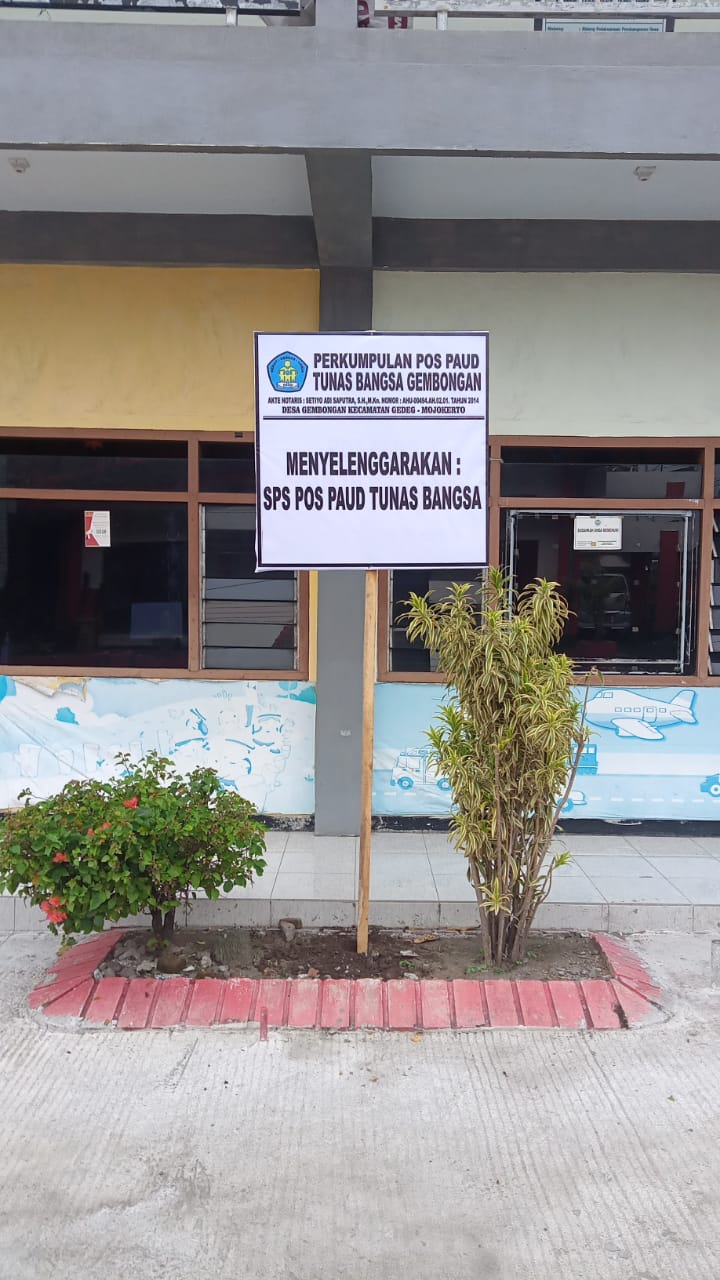 PERKUMPULAN POS PAUD
TUNAS BANGSA GEMBONGAN
AKTE NOTARIS : SETIYO ADI SAPUTRA, S.H.,M.Kn. NOMOR : AHU-00494.AH.02.01. TAHUN 2014
DESA GEMBONGAN KECAMATAN GEDEG - MOJOKERTO
MENYELENGGARAKAN :
SPS POS PAUD TUNAS BANGSA